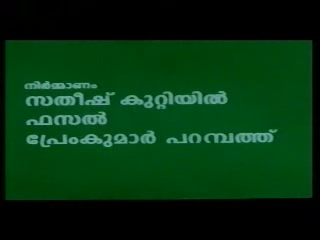 നിർമ്മാണം
സതീഷ് കുറ്റിയിൽ
ഫസൽ
പ്രേംകുമാർ പറമ്പത്ത്